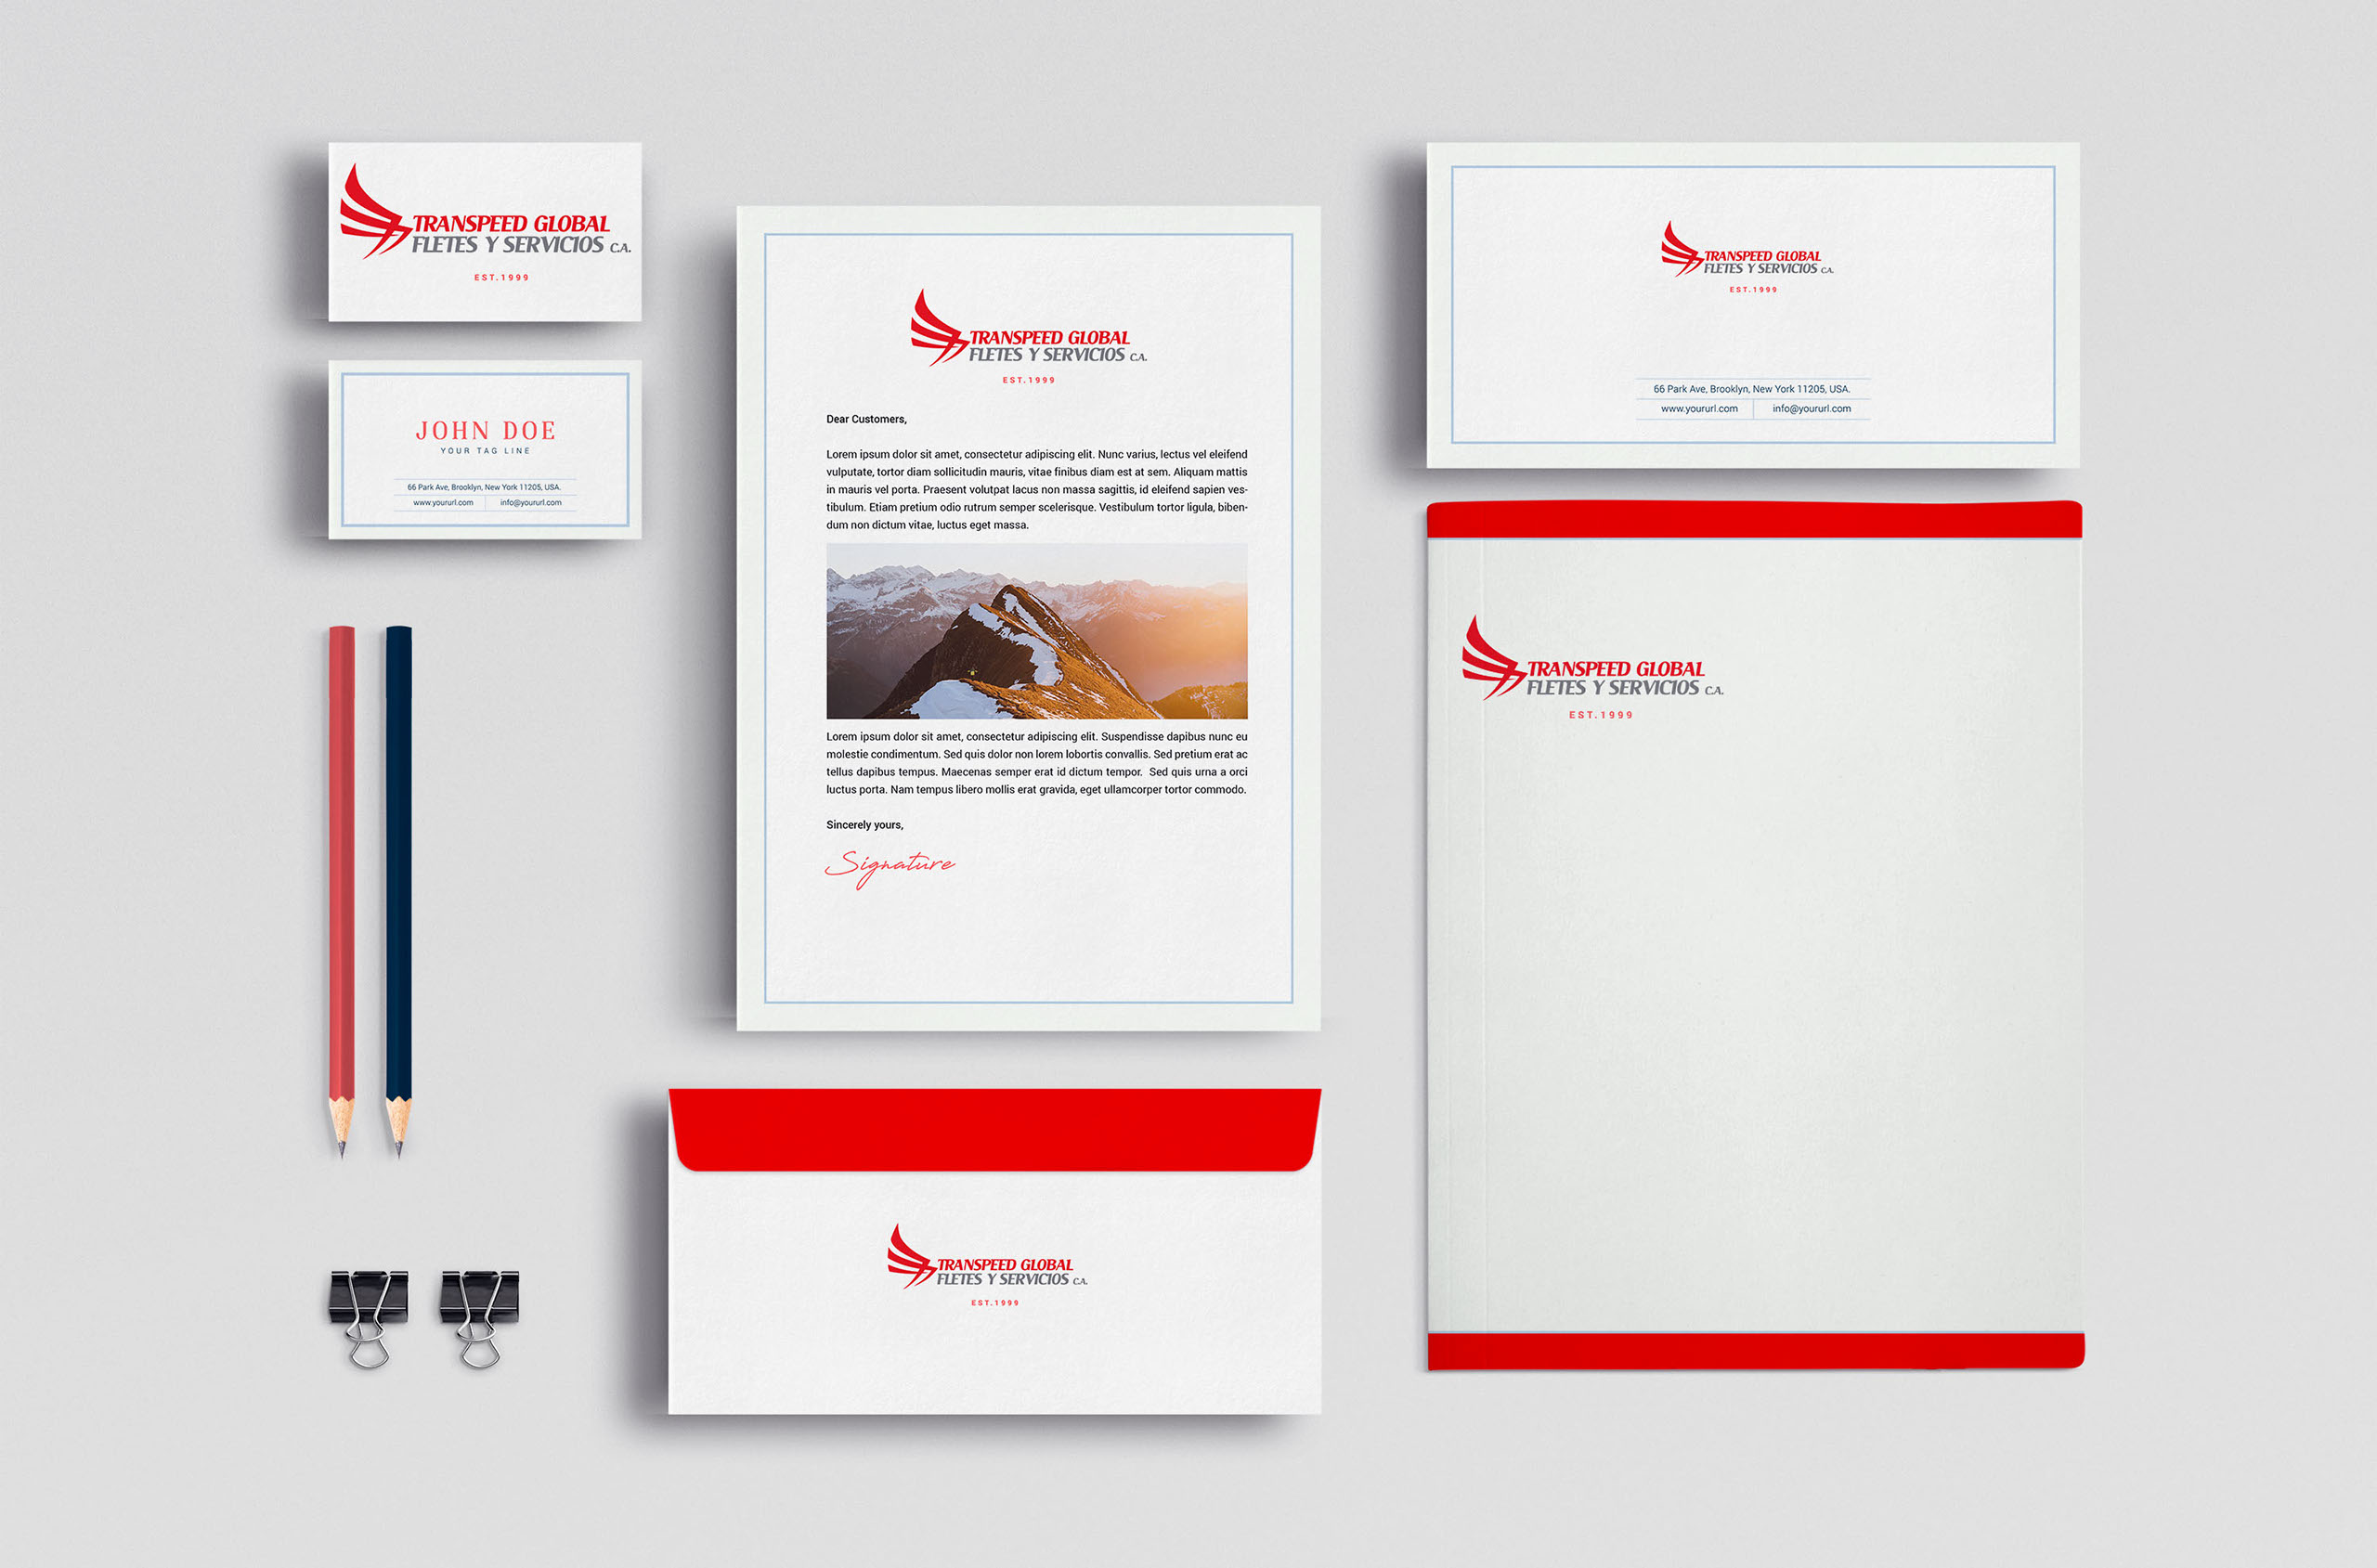 TRANSPEED GLOBAL
FLETES Y SERVICIOS C.A.
EST.1999
JOHN DOE
YOUR TAG LINE
66 Park Ave, Brooklyn, New York 11205, USA.
www.yoururl.com
info@yoururl.com
TRANSPEED GLOBAL
FLETES Y SERVICIOS C.A.
EST.1999
Dear Customers,
Lorem ipsum dolor sit amet, consectetur adipiscing elit. Nunc varius, lectus vel eleifend
vulputate, tortor diam sollicitudin mauris, vitae finibus diam est at sem. Aliquam mattis
in mauris vel porta. Praesent volutpat lacus non massa sagittis, id eleifend sapien ves-
tibulum. Etiam pretium odio rutrum semper scelerisque. Vestibulum tortor ligula, biben-
dum non dictum vitae, luctus eget massa.
Lorem ipsum dolor sit amet, consectetur adipiscing elit. Suspendisse dapibus nunc eu
molestie condimentum. Sed quis dolor non lorem lobortis convallis. Sed pretium erat ac
tellus dapibus tempus. Maecenas semper erat id dictum tempor. Sed quis urna a orci
luctus porta. Nam tempus libero mollis erat gravida, eget ullamcorper tortor commodo.
Sincerely yours,
Signature
TRANSPEED GLOBAL
FLETES Y SERVICIOS C.A.
EST.1999
TRANSPEED GLOBAL
FLETES Y SERVICIOS C.A.
EST.1999
66 Park Ave, Brooklyn, New York 11205, USA.
www.yoururl.com
info@yoururl.com
TRANSPEED GLOBAL
FLETES Y SERVICIOS C.A.
EST.1999